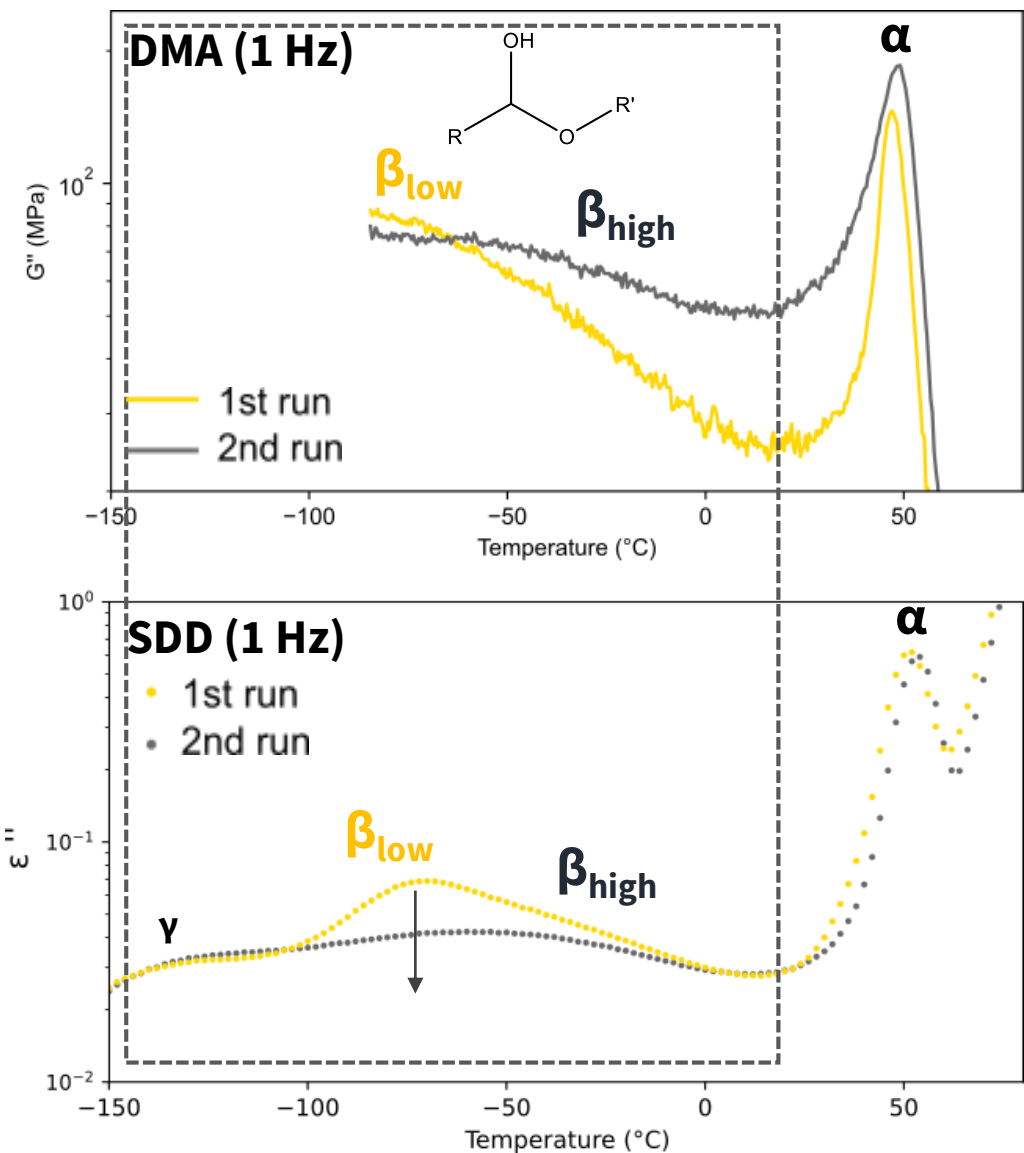 DMA (1 Hz)
α
OH
R
O
R'
βlow
βhigh
10²
G" (MPa)
1st run
2nd run
−150
−100
−50
0
50
Temperature (°C)
10⁰
SDD (1 Hz)
α
1st run
2nd run
βlow
βhigh
10⁻¹
ε ''
γ
10⁻²
−150
−100
−50
0
50
Temperature (°C)